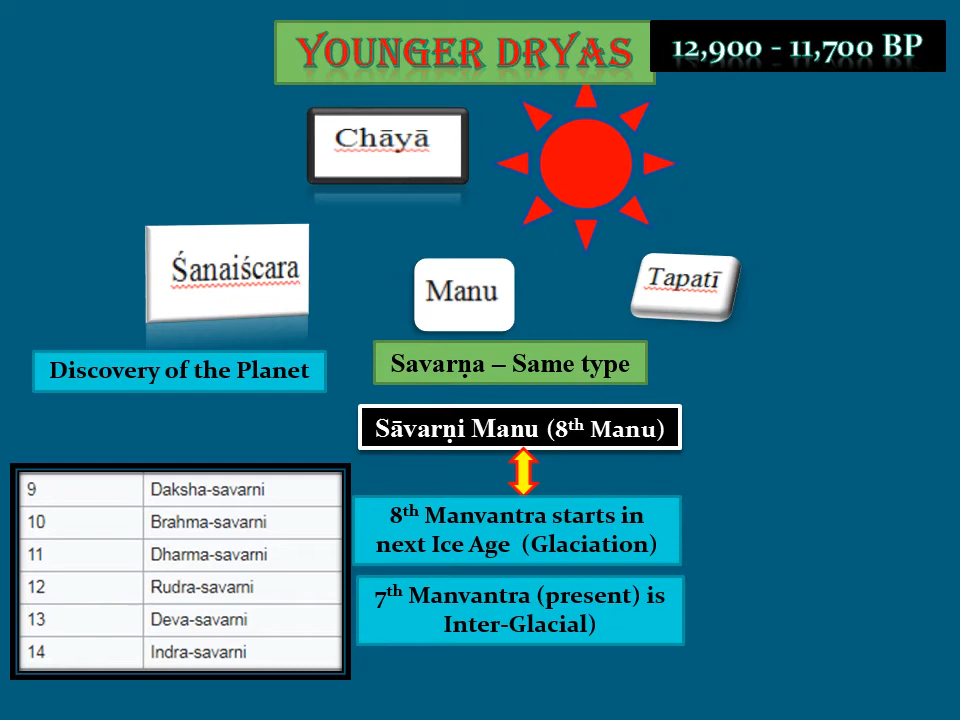 YOUNGER DRYAS
12,900 - 11,700 BP
Chāyā
Śanaiścara
Manu
Tapatī
Discovery of the Planet
Savarṇa – Same type
Sāvarṇi Manu (8th Manu)
8th Manvantra starts in
next Ice Age (Glaciation)
7th Manvantra (present) is
Inter-Glacial)
9 Daksha-savarni
10 Brahma-savarni
11 Dharma-savarni
12 Rudra-savarni
13 Deva-savarni
14 Indra-savarni